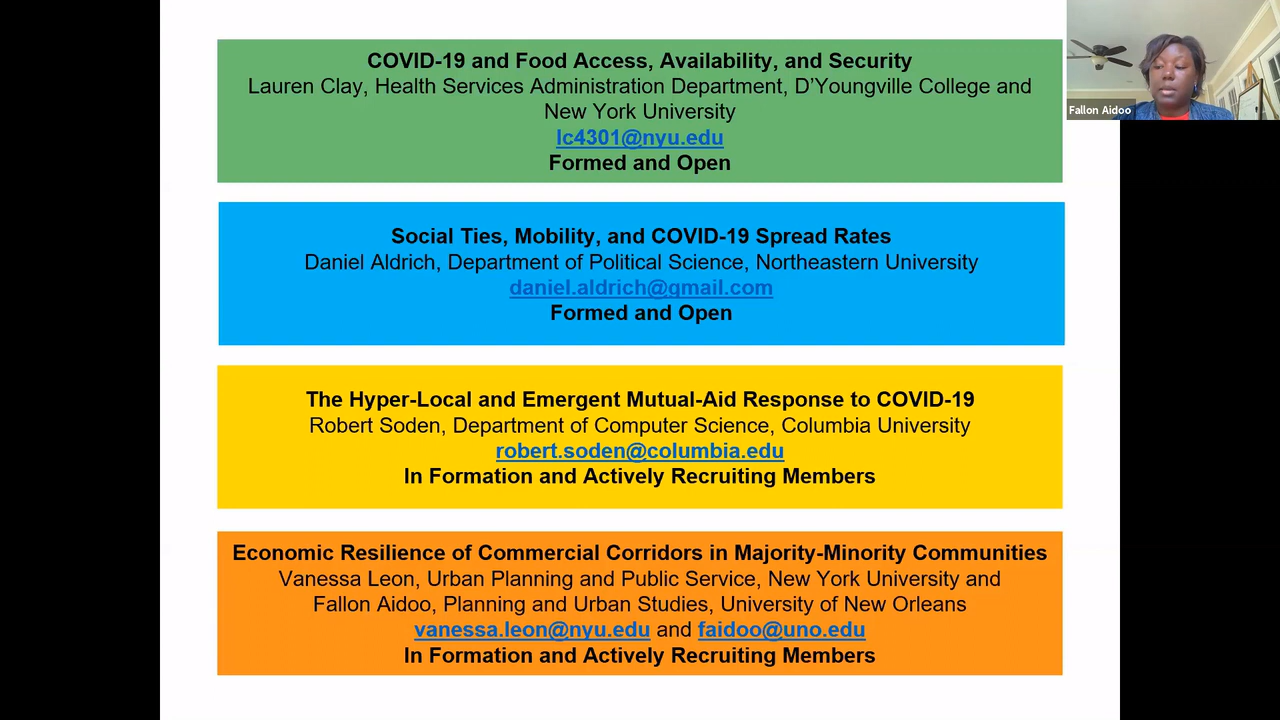 COVID-19 and Food Access, Availability, and Security
Lauren Clay, Health Services Administration Department, D'Youngville College and
New York University
lc4301@nyu.edu
Formed and Open
Social Ties, Mobility, and COVID-19 Spread Rates
Daniel Aldrich, Department of Political Science, Northeastern University
daniel.aldrich@gmail.com
Formed and Open
The Hyper-Local and Emergent Mutual-Aid Response to COVID-19
Robert Soden, Department of Computer Science, Columbia University
robert.soden@columbia.edu
In Formation and Actively Recruiting Members
Economic Resilience of Commercial Corridors in Majority-Minority Communities
Vanessa Leon, Urban Planning and Public Service, New York University and
Fallon Aidoo, Planning and Urban Studies, University of New Orleans
vanessa.leon@nyu.edu and faidoo@uno.edu
In Formation and Actively Recruiting Members
Fallon Aidoo